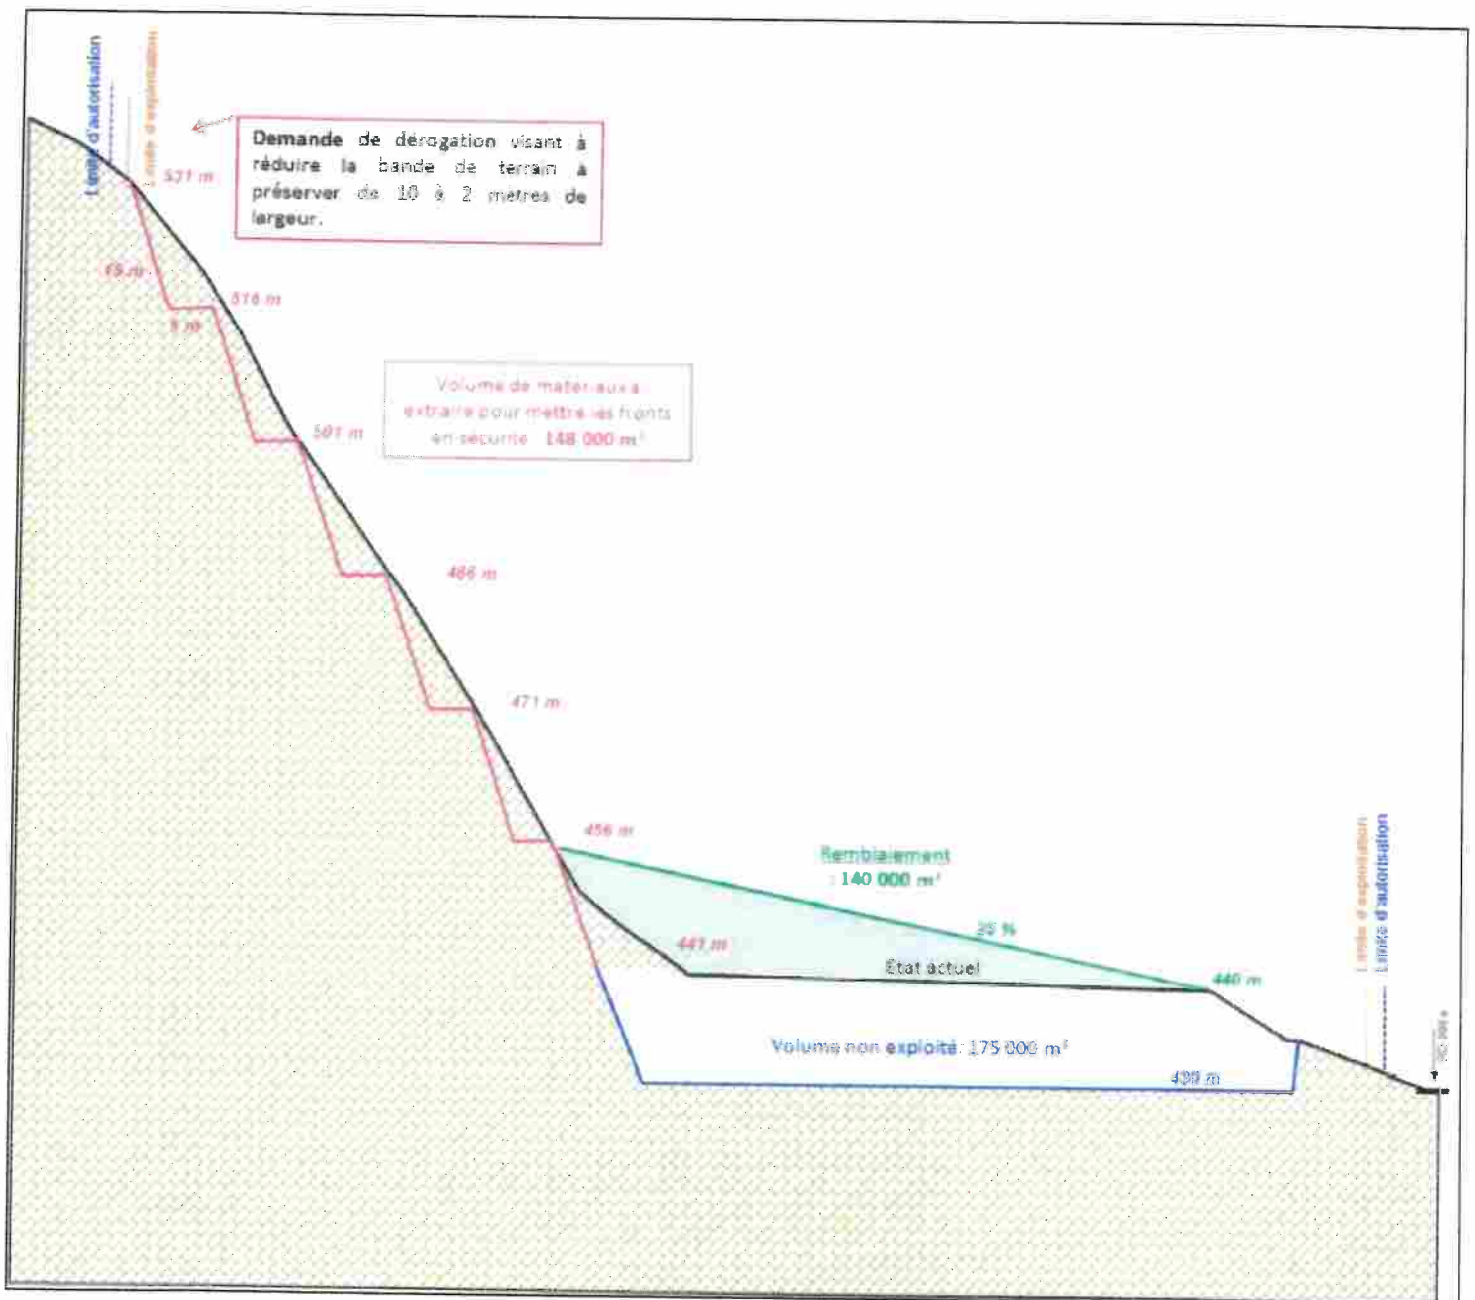 Limite d'autorisation
Limite d'exploitation
Demande de dérogation visant à
réduire la bande de terrain à
préserver de 10 à 2 mètres de
largeur.
531 m
15 m
516 m
5 m
Volume de matériaux à
extraire pour mettre les fronts
en sécurité : 148 000 m³
501 m
486 m
471 m
456 m
Remblaiement
: 140 000 m³
35 %
441 m
Etat actuel
440 m
Volume non exploité: 175 000 m³
Limite d'exploitation
Limite d'autorisation